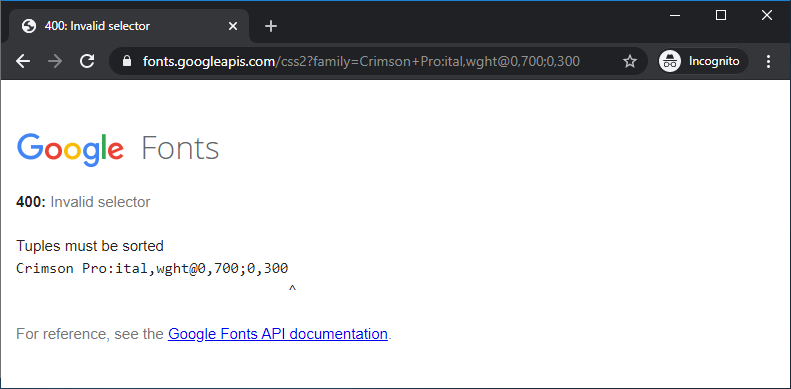 400: Invalid selector
fonts.googleapis.com/css2?family=Crimson+Pro:ital,wght@0,700;0,300
Incognito
Google Fonts
400: Invalid selector
Tuples must be sorted
Crimson Pro:ital,wght@0,700;0,300
^
For reference, see the Google Fonts API documentation.